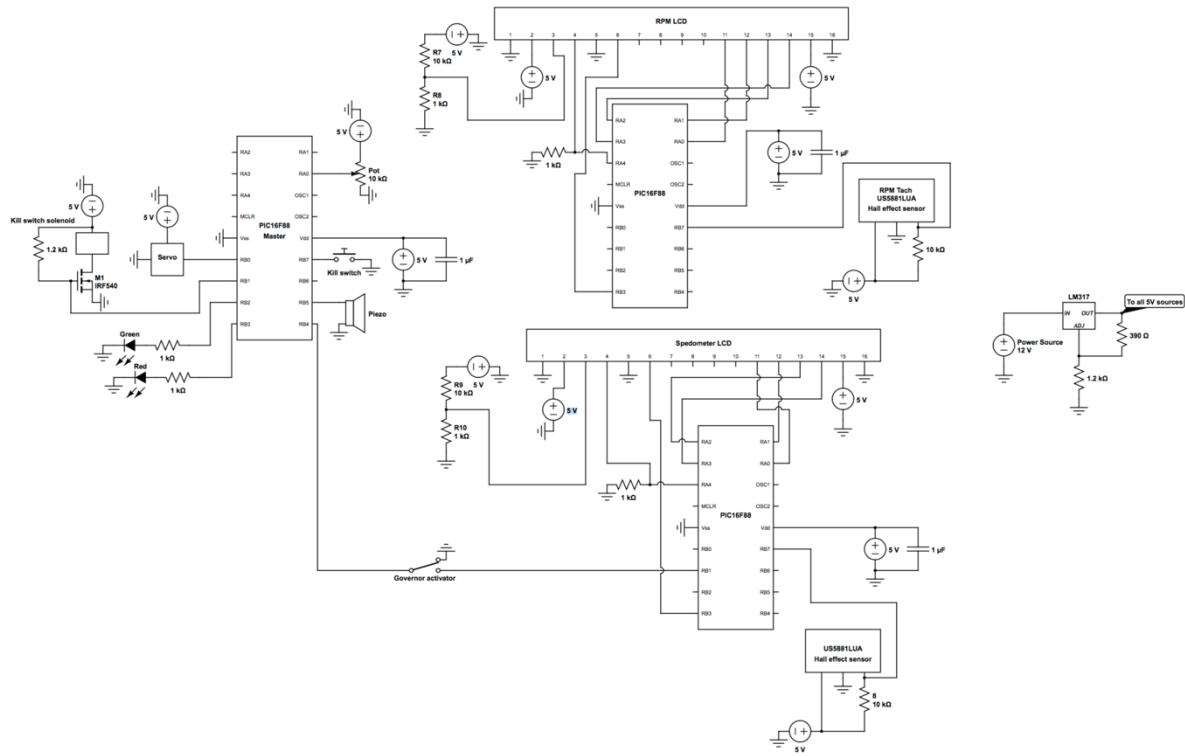 RPM LCD
1 2 3 4 5 6 7 8 9 10 11 12 13 14 15 16
R7
10 kΩ
5 V
R8
1 kΩ
5 V
5 V
RA2 RA1
RA3 RA0
RA4 OSC1
MCLR OSC2
PIC16F88
Vss Vdd
RB0 RB7
RB1 RB6
RB2 RB5
RB3 RB4
1 kΩ
5 V
1 µF
RPM Tach
US5881LUA
Hall effect sensor
10 kΩ
5 V
5 V
Pot
10 kΩ
RA2 RA1
RA3 RA0
RA4 OSC1
MCLR OSC2
PIC16F88
Master
Vss Vdd
RB0 RB7
RB1 RB6
RB2 RB5
RB3 RB4
5 V
5 V
Kill switch solenoid
1.2 kΩ
Servo
M1
IRF540
Green
1 kΩ
Red
1 kΩ
5 V
1 µF
Kill switch
Piezo
LM317
IN OUT
ADJ
To all 5V sources
Power Source
12 V
390 Ω
1.2 kΩ
Spedometer LCD
1 2 3 4 5 6 7 8 9 10 11 12 13 14 15 16
R9
10 kΩ
5 V
R10
1 kΩ
5 V
5 V
RA2 RA1
RA3 RA0
RA4 OSC1
MCLR OSC2
PIC16F88
Vss Vdd
RB0 RB7
RB1 RB6
RB2 RB5
RB3 RB4
1 kΩ
5 V
1 µF
Governor activator
US5881LUA
Hall effect sensor
8
10 kΩ
5 V